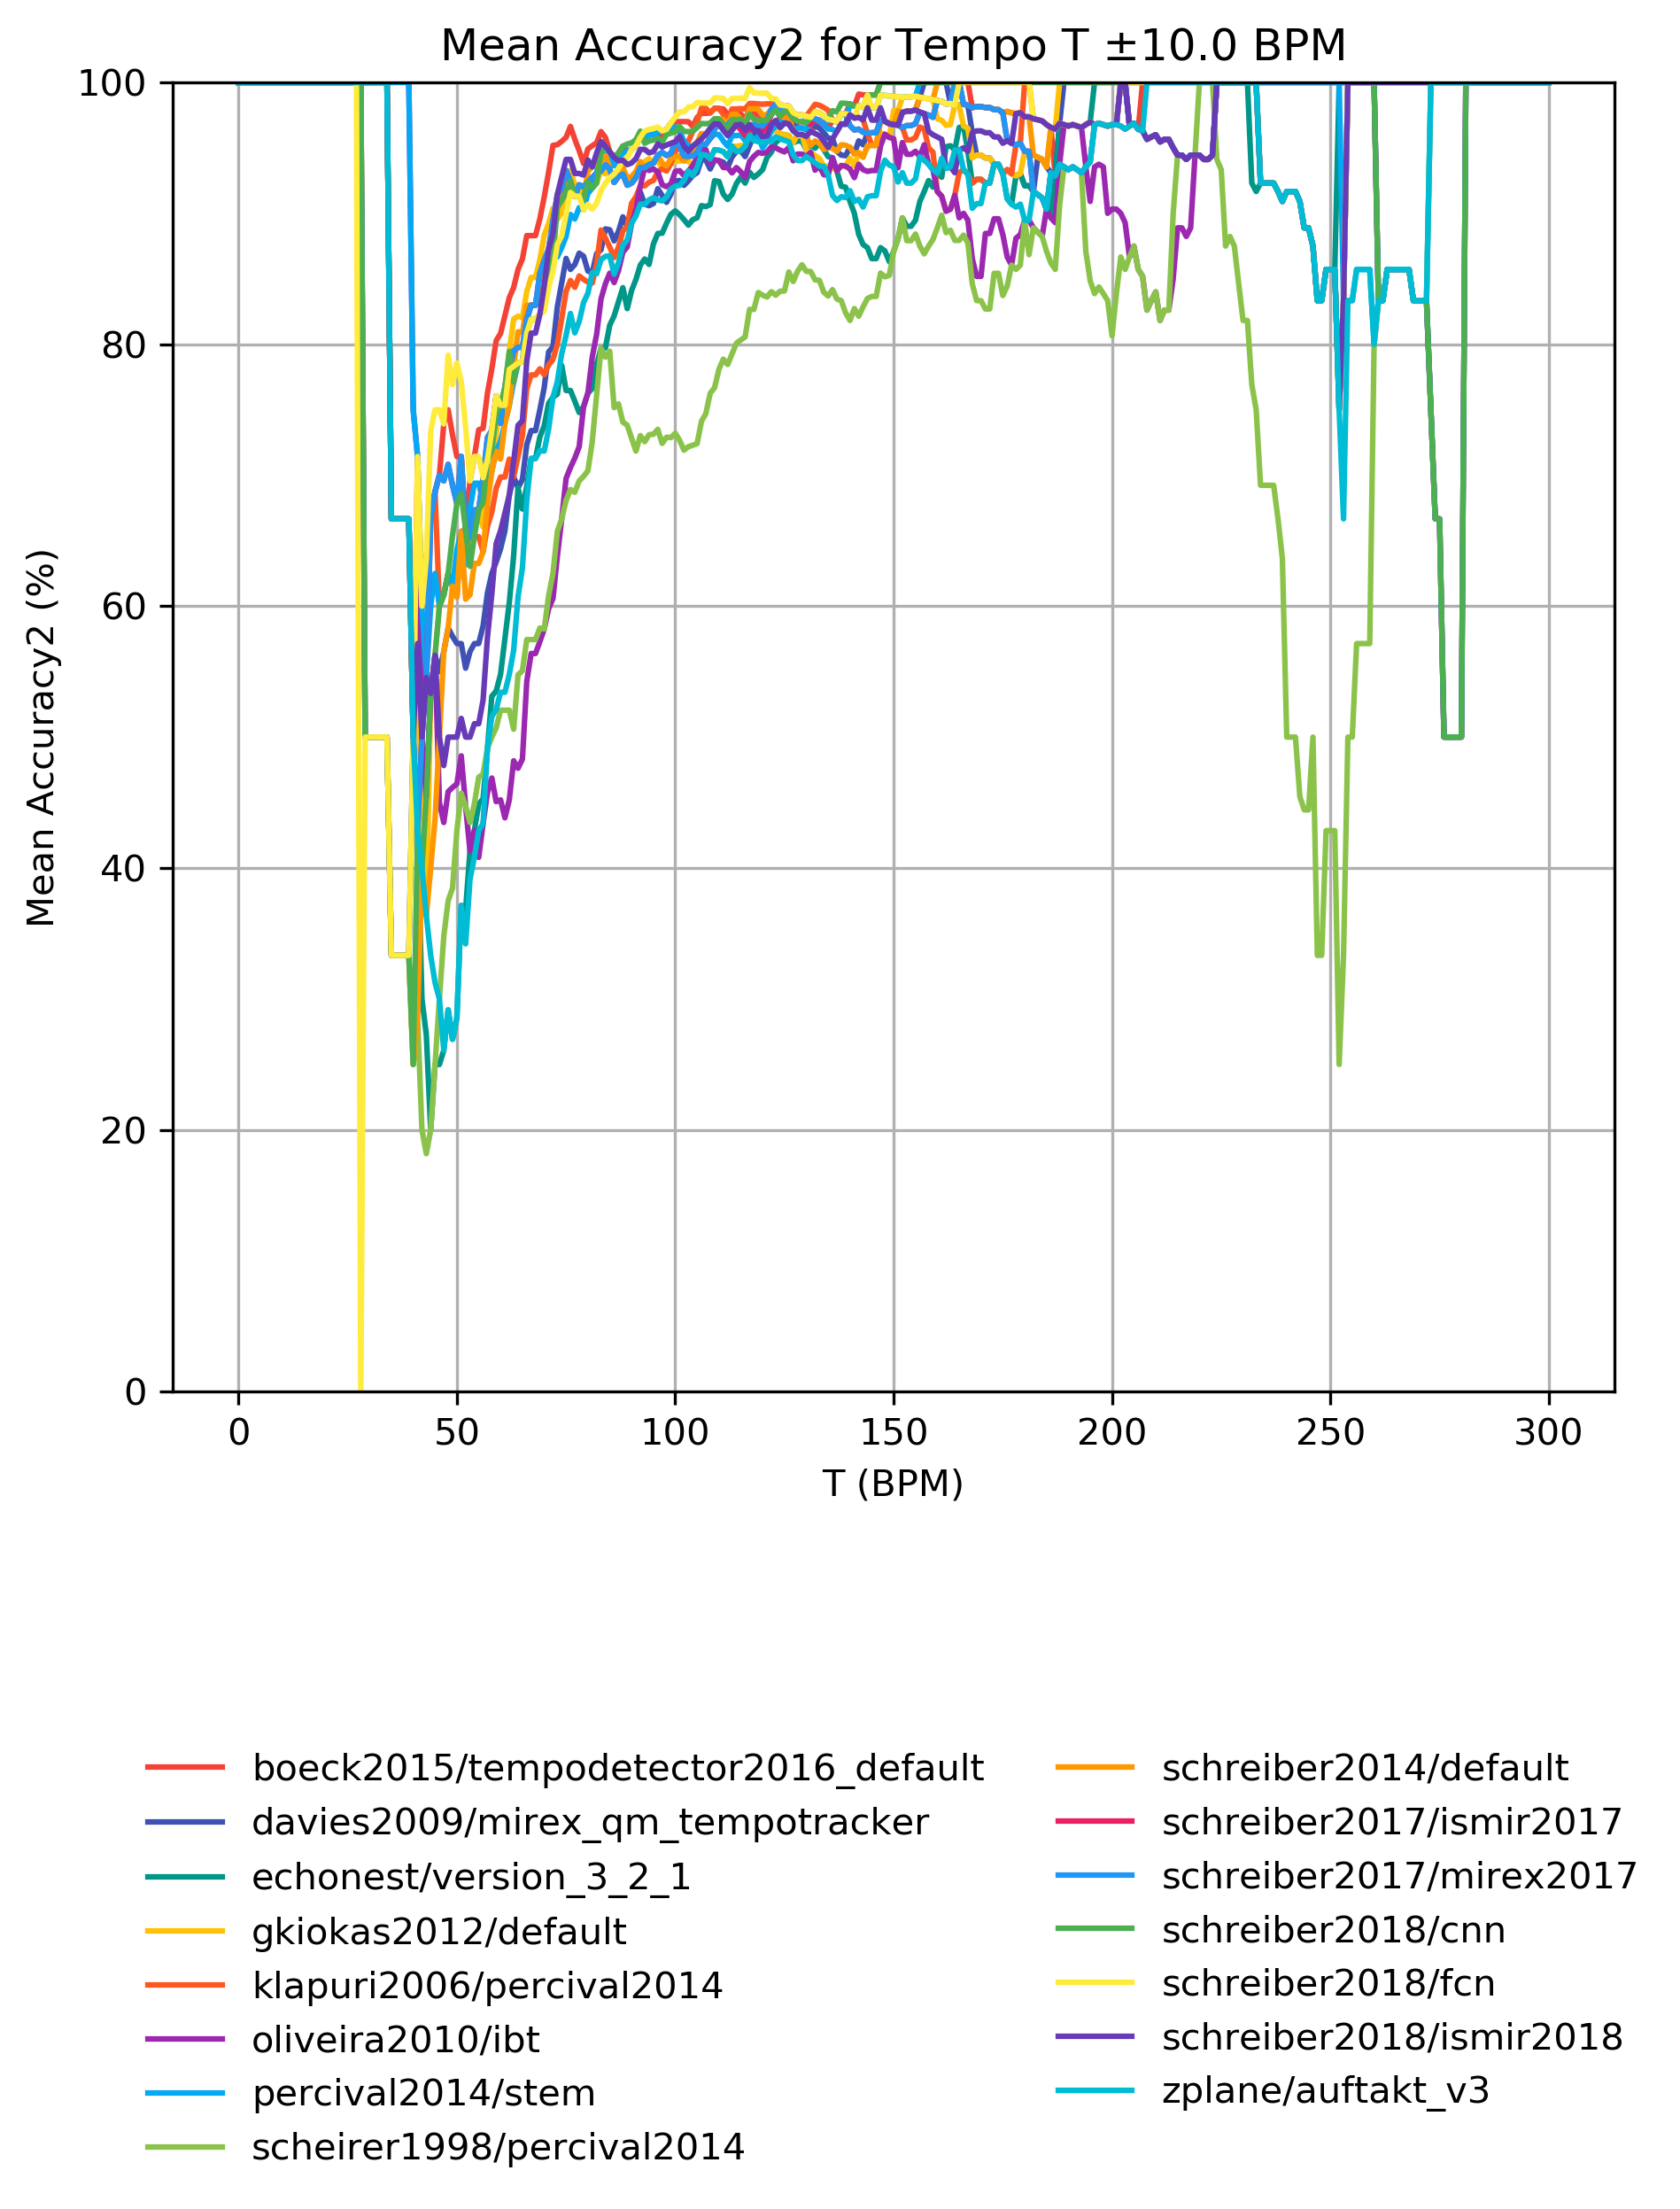 Mean Accuracy2 for Tempo T ±10.0 BPM
100
80
60
40
20
0
Mean Accuracy2 (%)
0 50 100 150 200 250 300
T (BPM)
boeck2015/tempodetector2016_default
davies2009/mirex_qm_tempotracker
echonest/version_3_2_1
gkiokas2012/default
klapuri2006/percival2014
oliveira2010/ibt
percival2014/stem
scheirer1998/percival2014
schreiber2014/default
schreiber2017/ismir2017
schreiber2017/mirex2017
schreiber2018/cnn
schreiber2018/fcn
schreiber2018/ismir2018
zplane/auftakt_v3